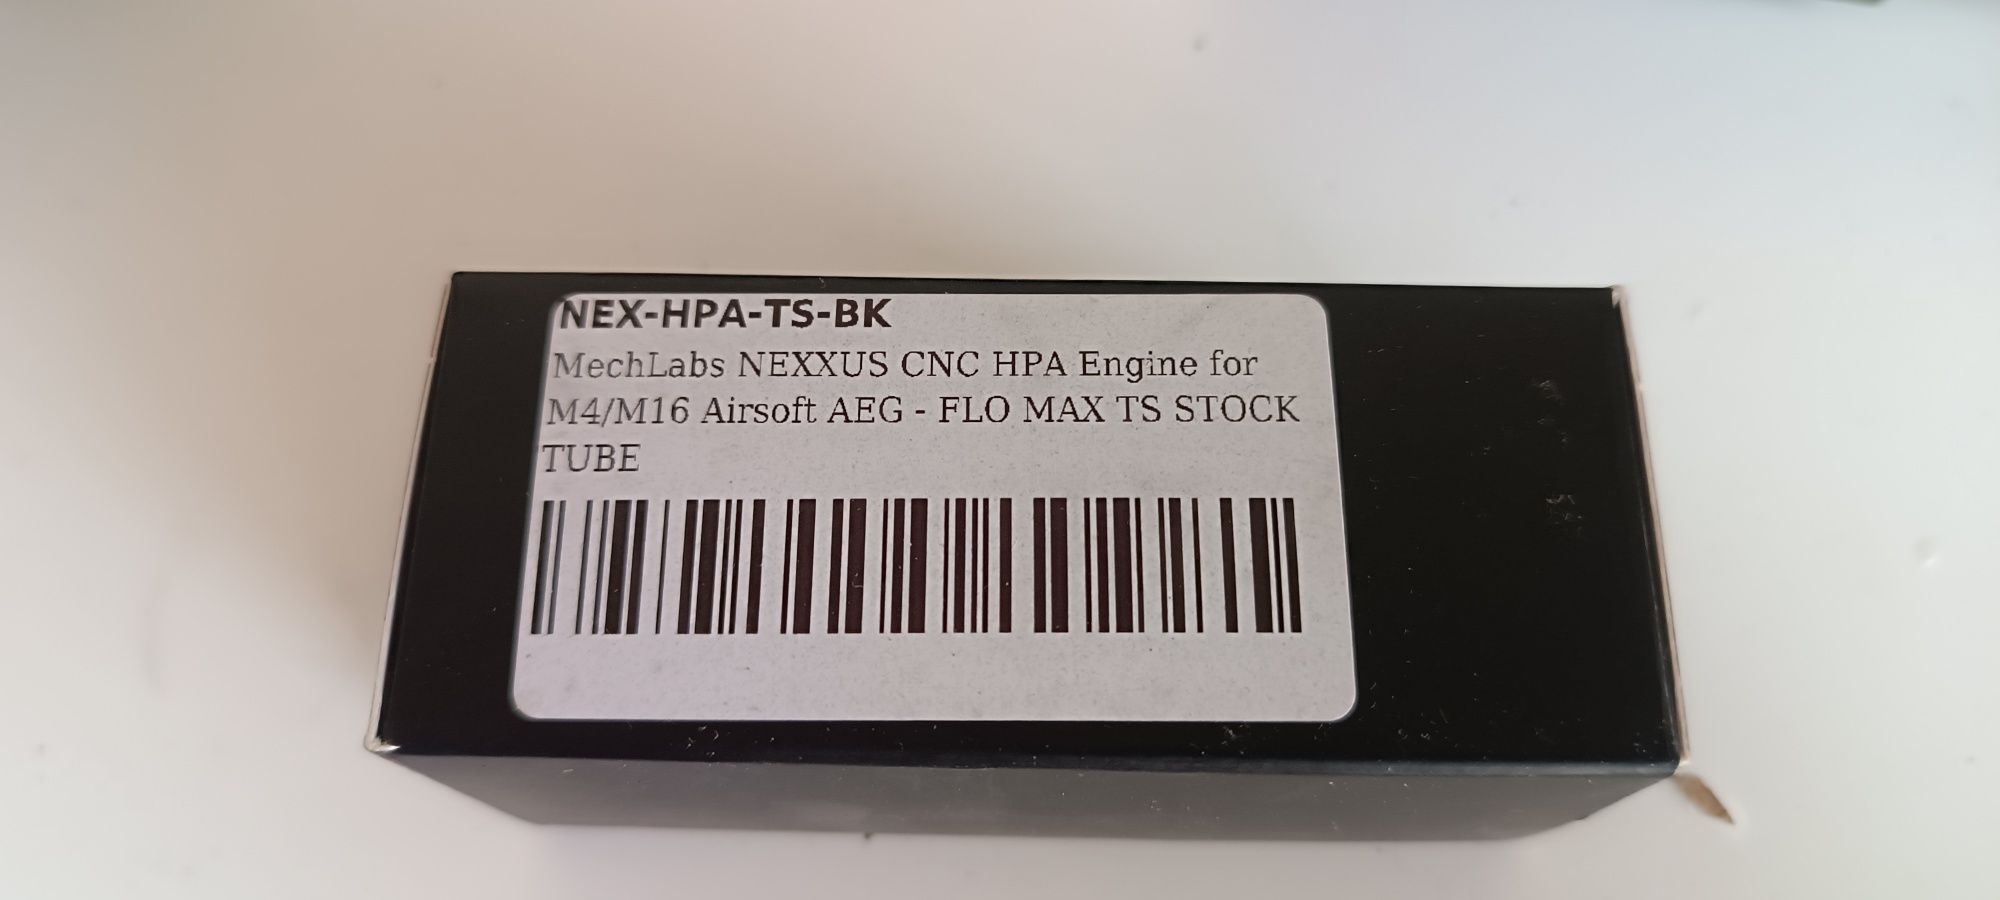 NEX-HPA-TS-BK
MechLabs NEXXUS CNC HPA Engine for
M4/M16 Airsoft AEG - FLO MAX TS STOCK
TUBE